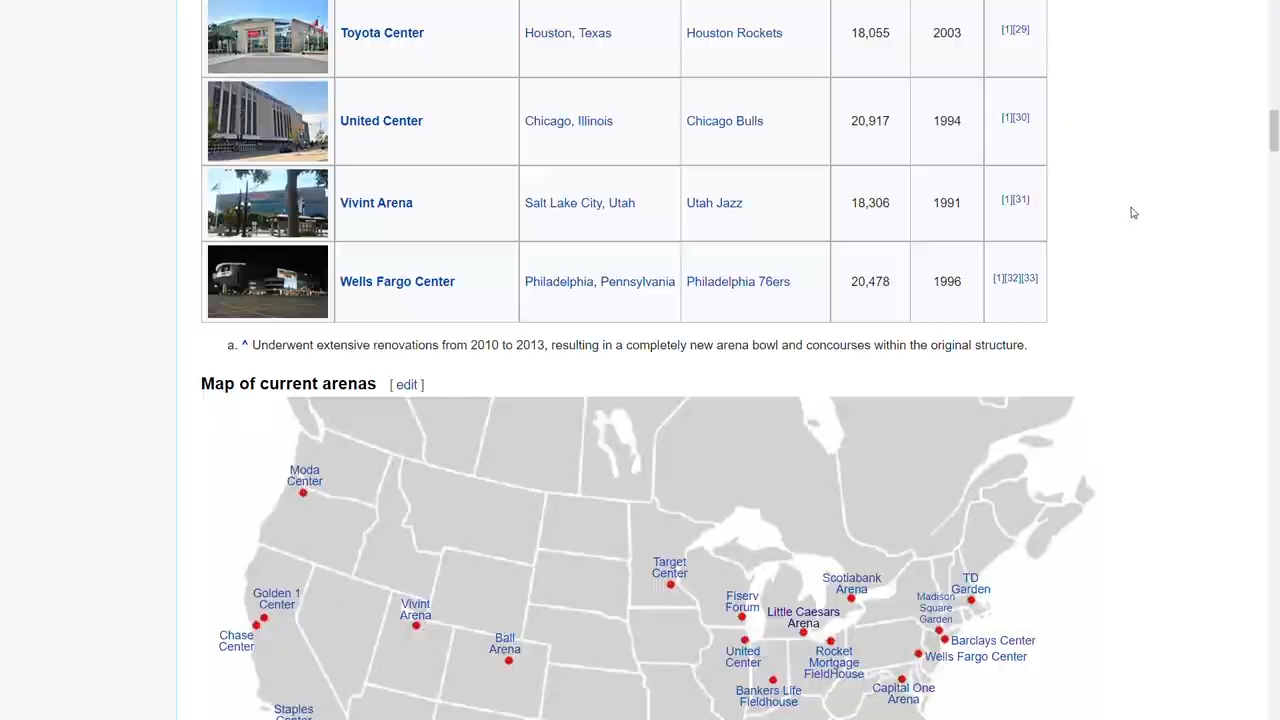 Toyota Center Houston, Texas Houston Rockets 18,055 2003 [1][29]
United Center Chicago, Illinois Chicago Bulls 20,917 1994 [1][30]
Vivint Arena Salt Lake City, Utah Utah Jazz 18,306 1991 [1][31]
Wells Fargo Center Philadelphia, Pennsylvania Philadelphia 76ers 20,478 1996 [1][32][33]
a. ^ Underwent extensive renovations from 2010 to 2013, resulting in a completely new arena bowl and concourses within the original structure.
Map of current arenas [ edit ]
Moda
Center
Target
Center
Scotiabank
Arena
TD
Garden
Golden 1
Center
Fiserv
Forum
Madison
Square
Garden
Vivint
Arena
Little Caesars
Arena
Chase
Center
Ball
Arena
Barclays Center
United
Center
Rocket
Mortgage
FieldHouse
Wells Fargo Center
Bankers Life
Fieldhouse
Capital One
Arena
Staples
Center